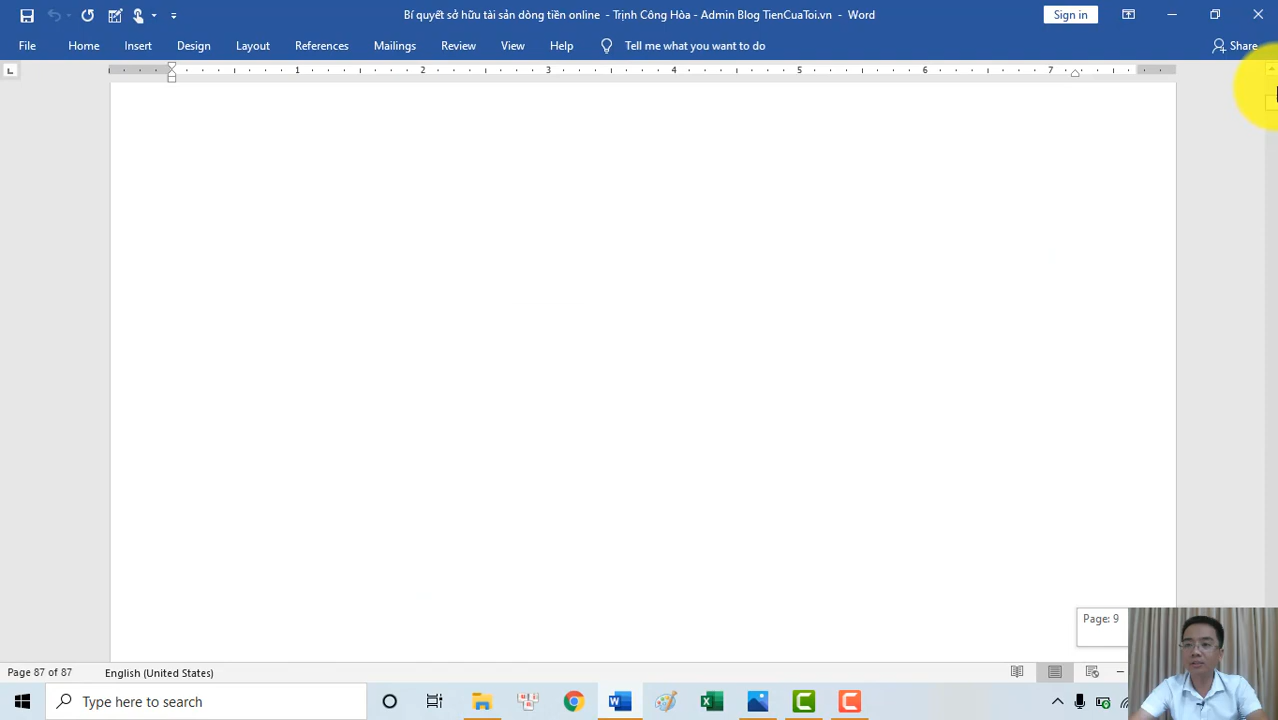 Bí quyết sở hữu tài sản dòng tiền online - Trịnh Công Hòa - Admin Blog TienCuaToi.vn - Word
Sign in
File Home Insert Design Layout References Mailings Review View Help Tell me what you want to do Share
1 2 3 4 5 6 7
Page: 9
Page 87 of 87 English (United States)
Type here to search